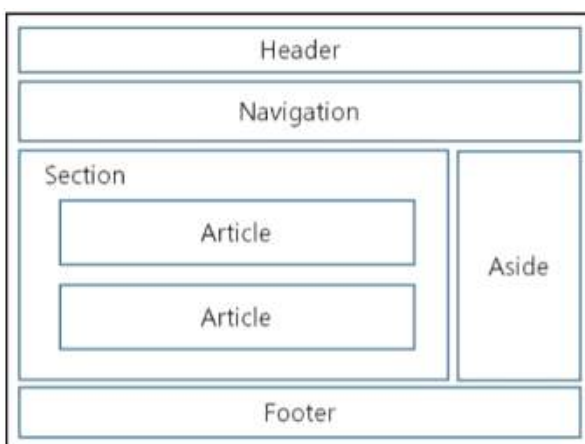 Header
Navigation
Section
Article
Article
Aside
Footer